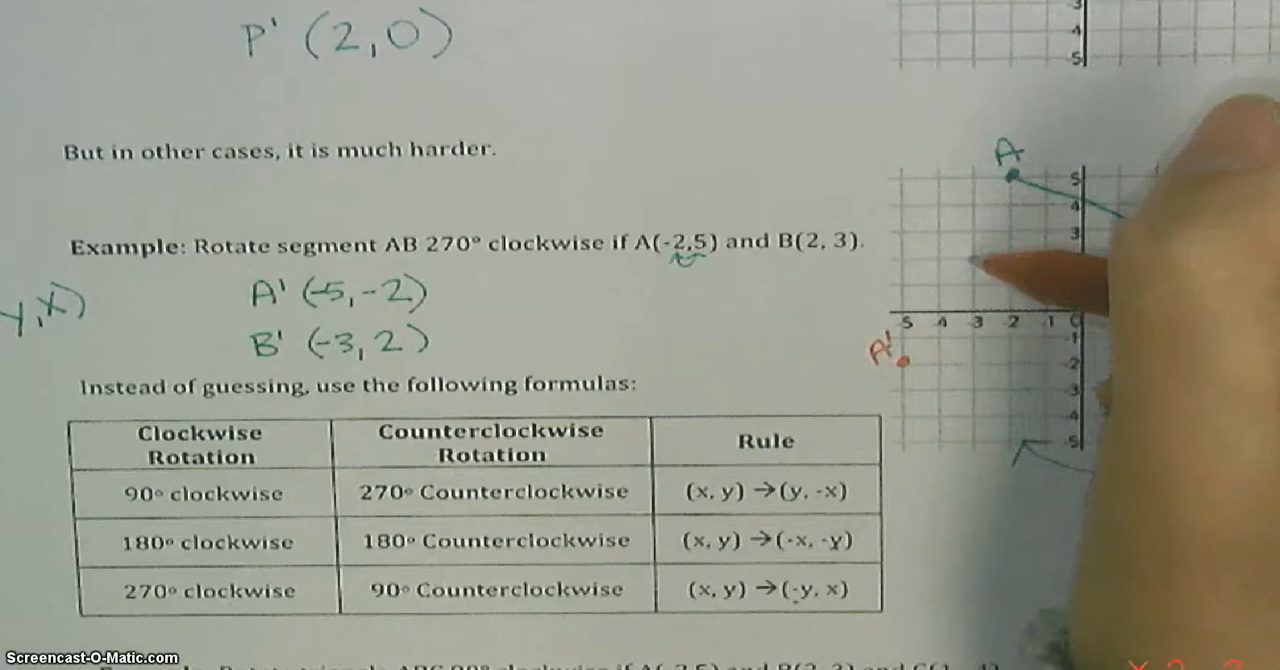 P' (2,0)
But in other cases, it is much harder.
Example: Rotate segment AB 270° clockwise if A(-2,5) and B(2, 3).
y,x)
A' (-5,-2)
B' (-3,2)
Instead of guessing, use the following formulas:
Clockwise Rotation
Counterclockwise Rotation
Rule
90° clockwise
270° Counterclockwise
(x, y) →(y, -x)
180° clockwise
180° Counterclockwise
(x, y) →(-x, -y)
270° clockwise
90° Counterclockwise
(x, y) →(-y, x)
-3
-4
-5
A
5
4
3
5 4 3 2 1 0
A'
-1
-2
-3
-4
-5
Screencast-O-Matic.com